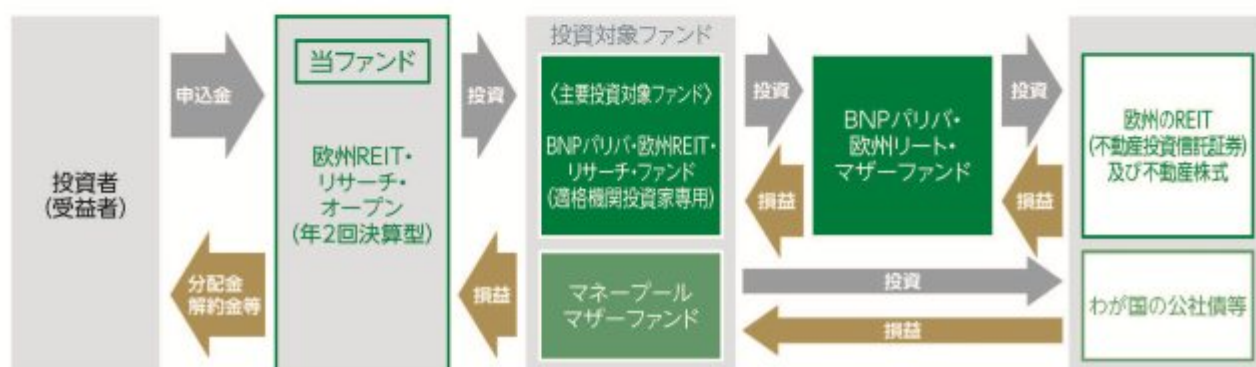 投資者
(受益者)
申込金
分配金
解約金等
当ファンド
欧州REIT・
リサーチ・
オープン
(年2回決算型)
投資
損益
投資対象ファンド
〈主要投資対象ファンド〉
BNPパリバ・欧州REIT・
リサーチ・ファンド
(適格機関投資家専用)
マネープール
マザーファンド
投資
損益
BNPパリバ・
欧州リート・
マザーファンド
投資
損益
投資
損益
欧州のREIT
(不動産投資信託証券)
及び不動産株式
わが国の公社債等